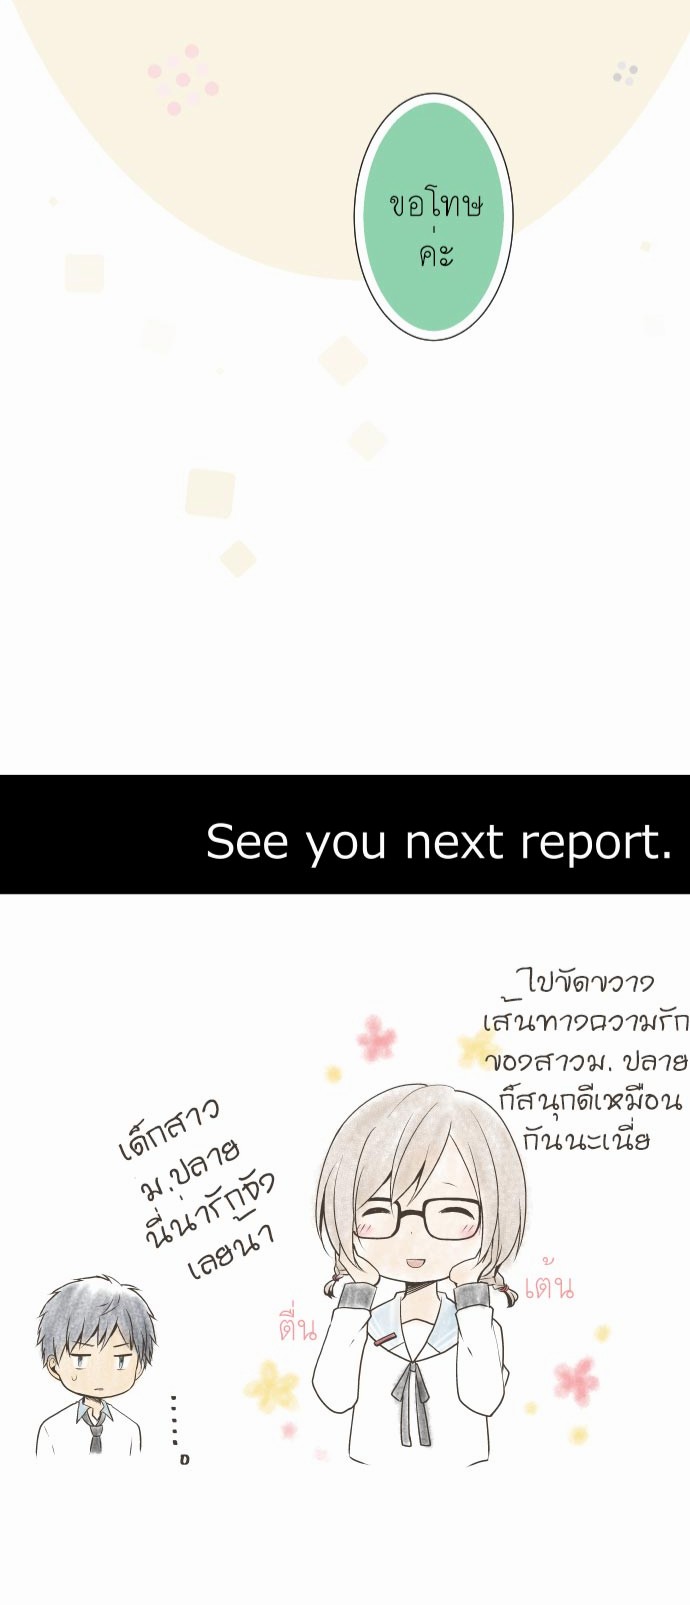 ขอโทษ
ค่ะ
See you next report.
ไปขัดขวาง
เส้นทางความรัก
ของสาวม. ปลาย
ก็สนุกดีเหมือน
กันนะเนี่ย
เด็กสาว
ม.ปลาย
นี่น่ารักจัง
เลยน้า
เต้น
ตื่น
......